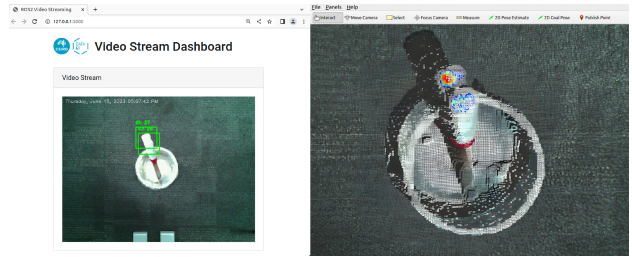 ROS2 Video Streaming
127.0.0.1:5000
CSIRO
Video Stream Dashboard
Video Stream
Thursday, June 15, 2023 05:07:42 PM
File Panels Help
Interact Move Camera Select Focus Camera Measure 2D Pose Estimate 2D Goal Pose Publish Point